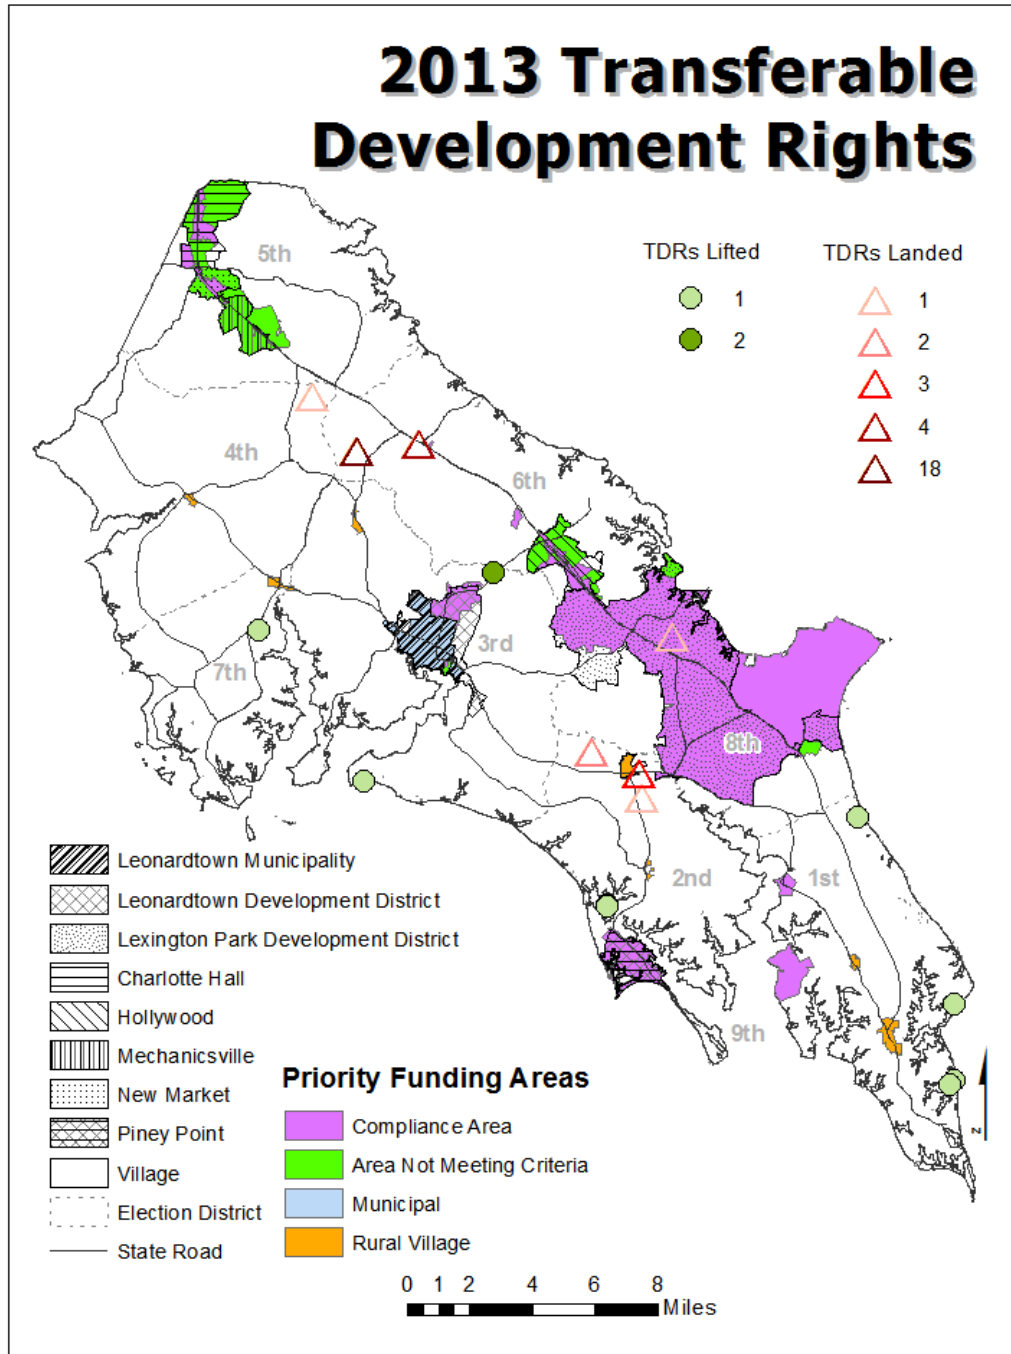 2013 Transferable
Development Rights
TDRs Lifted
1
2
TDRs Landed
1
2
3
4
18
5th
4th
6th
3rd
7th
8th
2nd
1st
9th
Leonardtown Municipality
Leonardtown Development District
Lexington Park Development District
Charlotte Hall
Hollywood
Mechanicsville
New Market
Piney Point
Village
Election District
State Road
Priority Funding Areas
Compliance Area
Area Not Meeting Criteria
Municipal
Rural Village
0 1 2 4 6 8
Miles
N